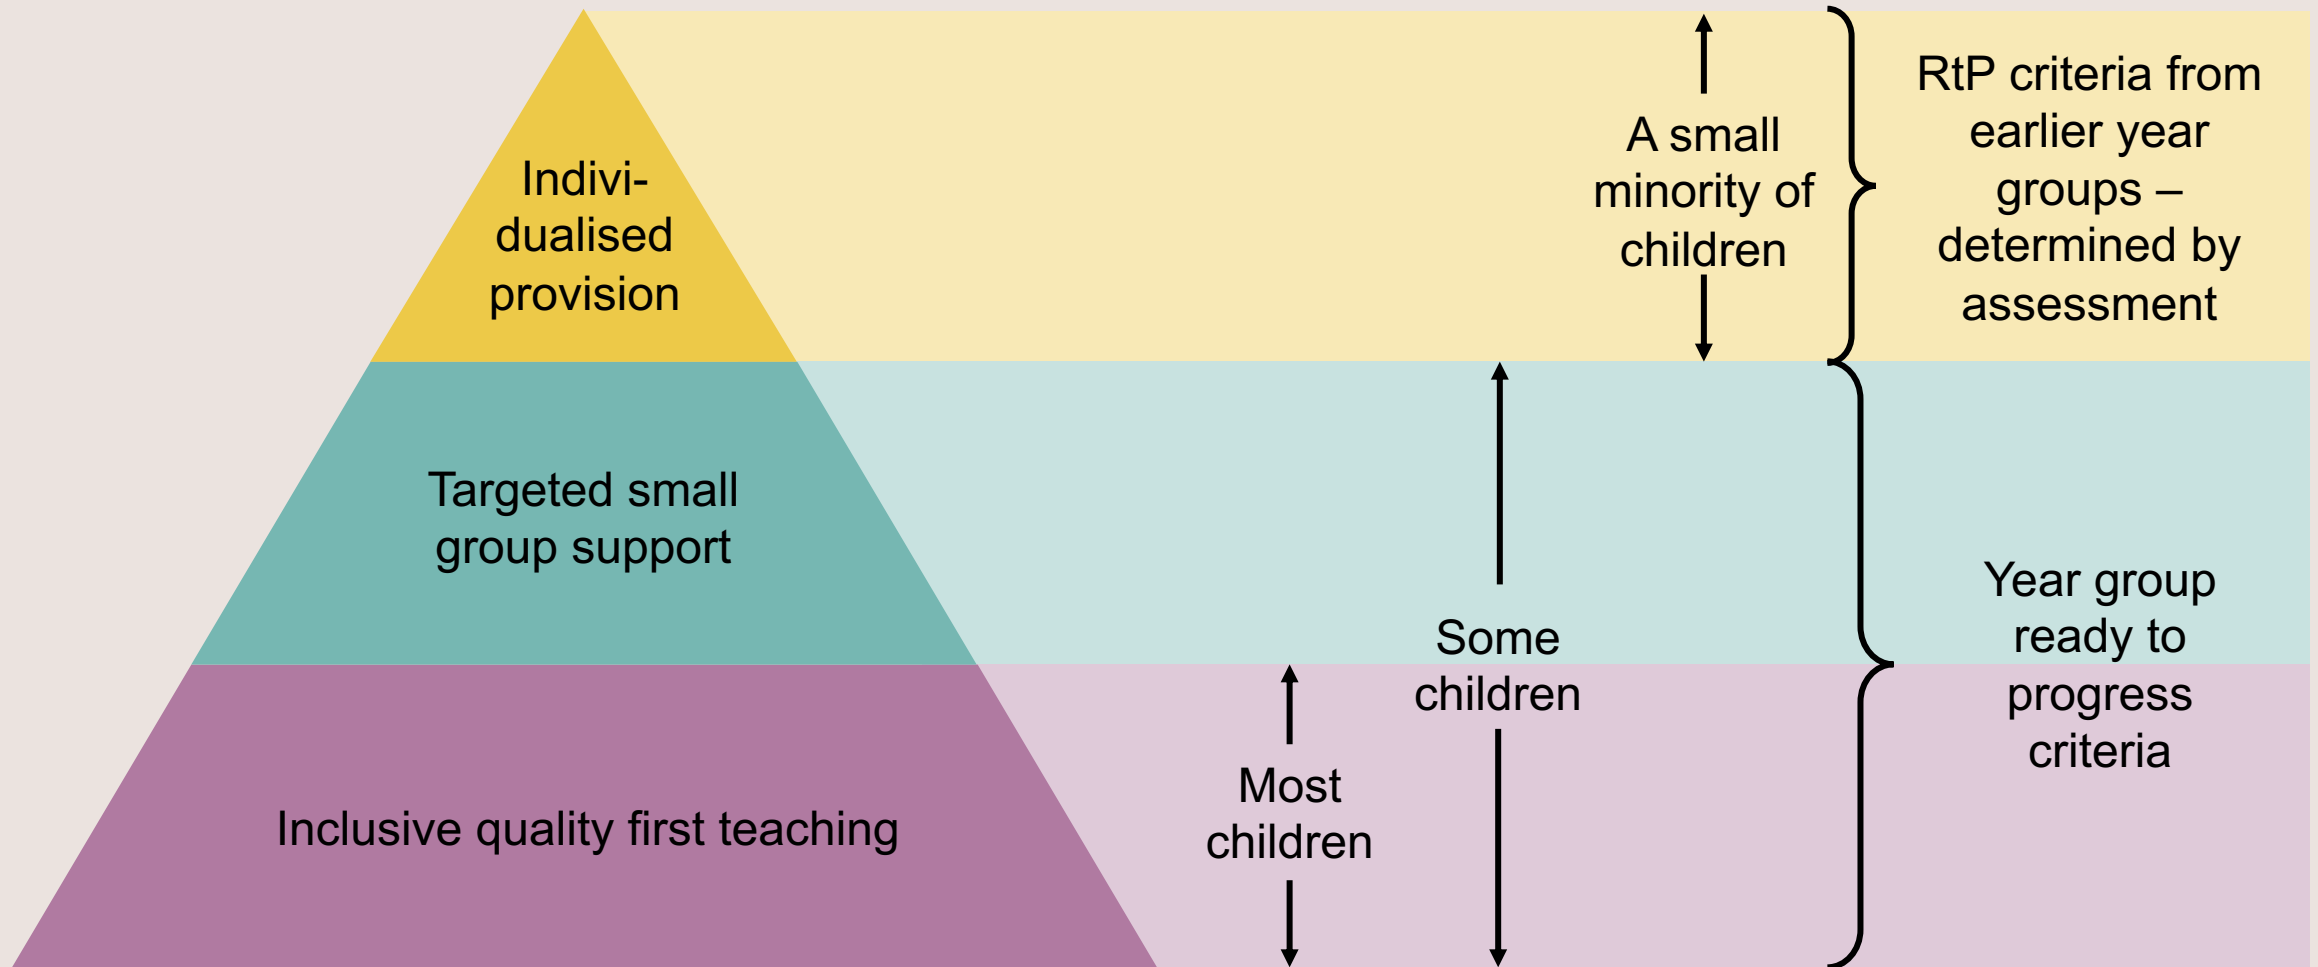 Indivi-
dualised
provision
A small
minority of
children
RtP criteria from
earlier year
groups –
determined by
assessment
Targeted small
group support
Some
children
Year group
ready to
progress
criteria
Inclusive quality first teaching
Most
children